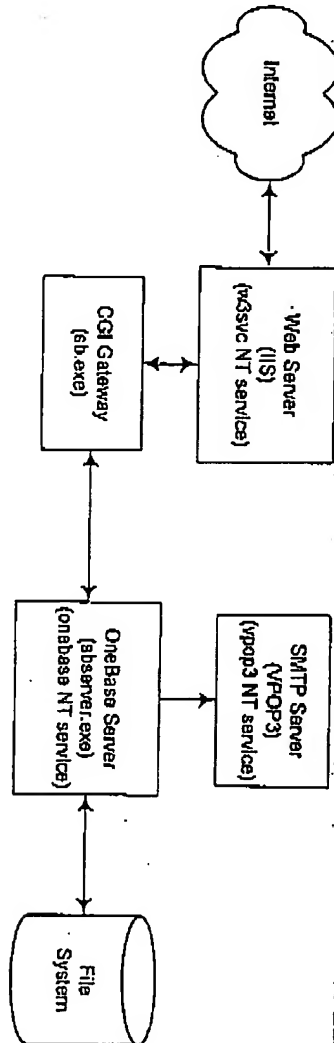 Internet
Web Server
(IIS)
(w3svc NT service)
CGI Gateway
(sb.exe)
SMTP Server
(VPOP3)
(vpop3 NT service)
OneBase Server
(sbserver.exe)
(onebase NT service)
File
System